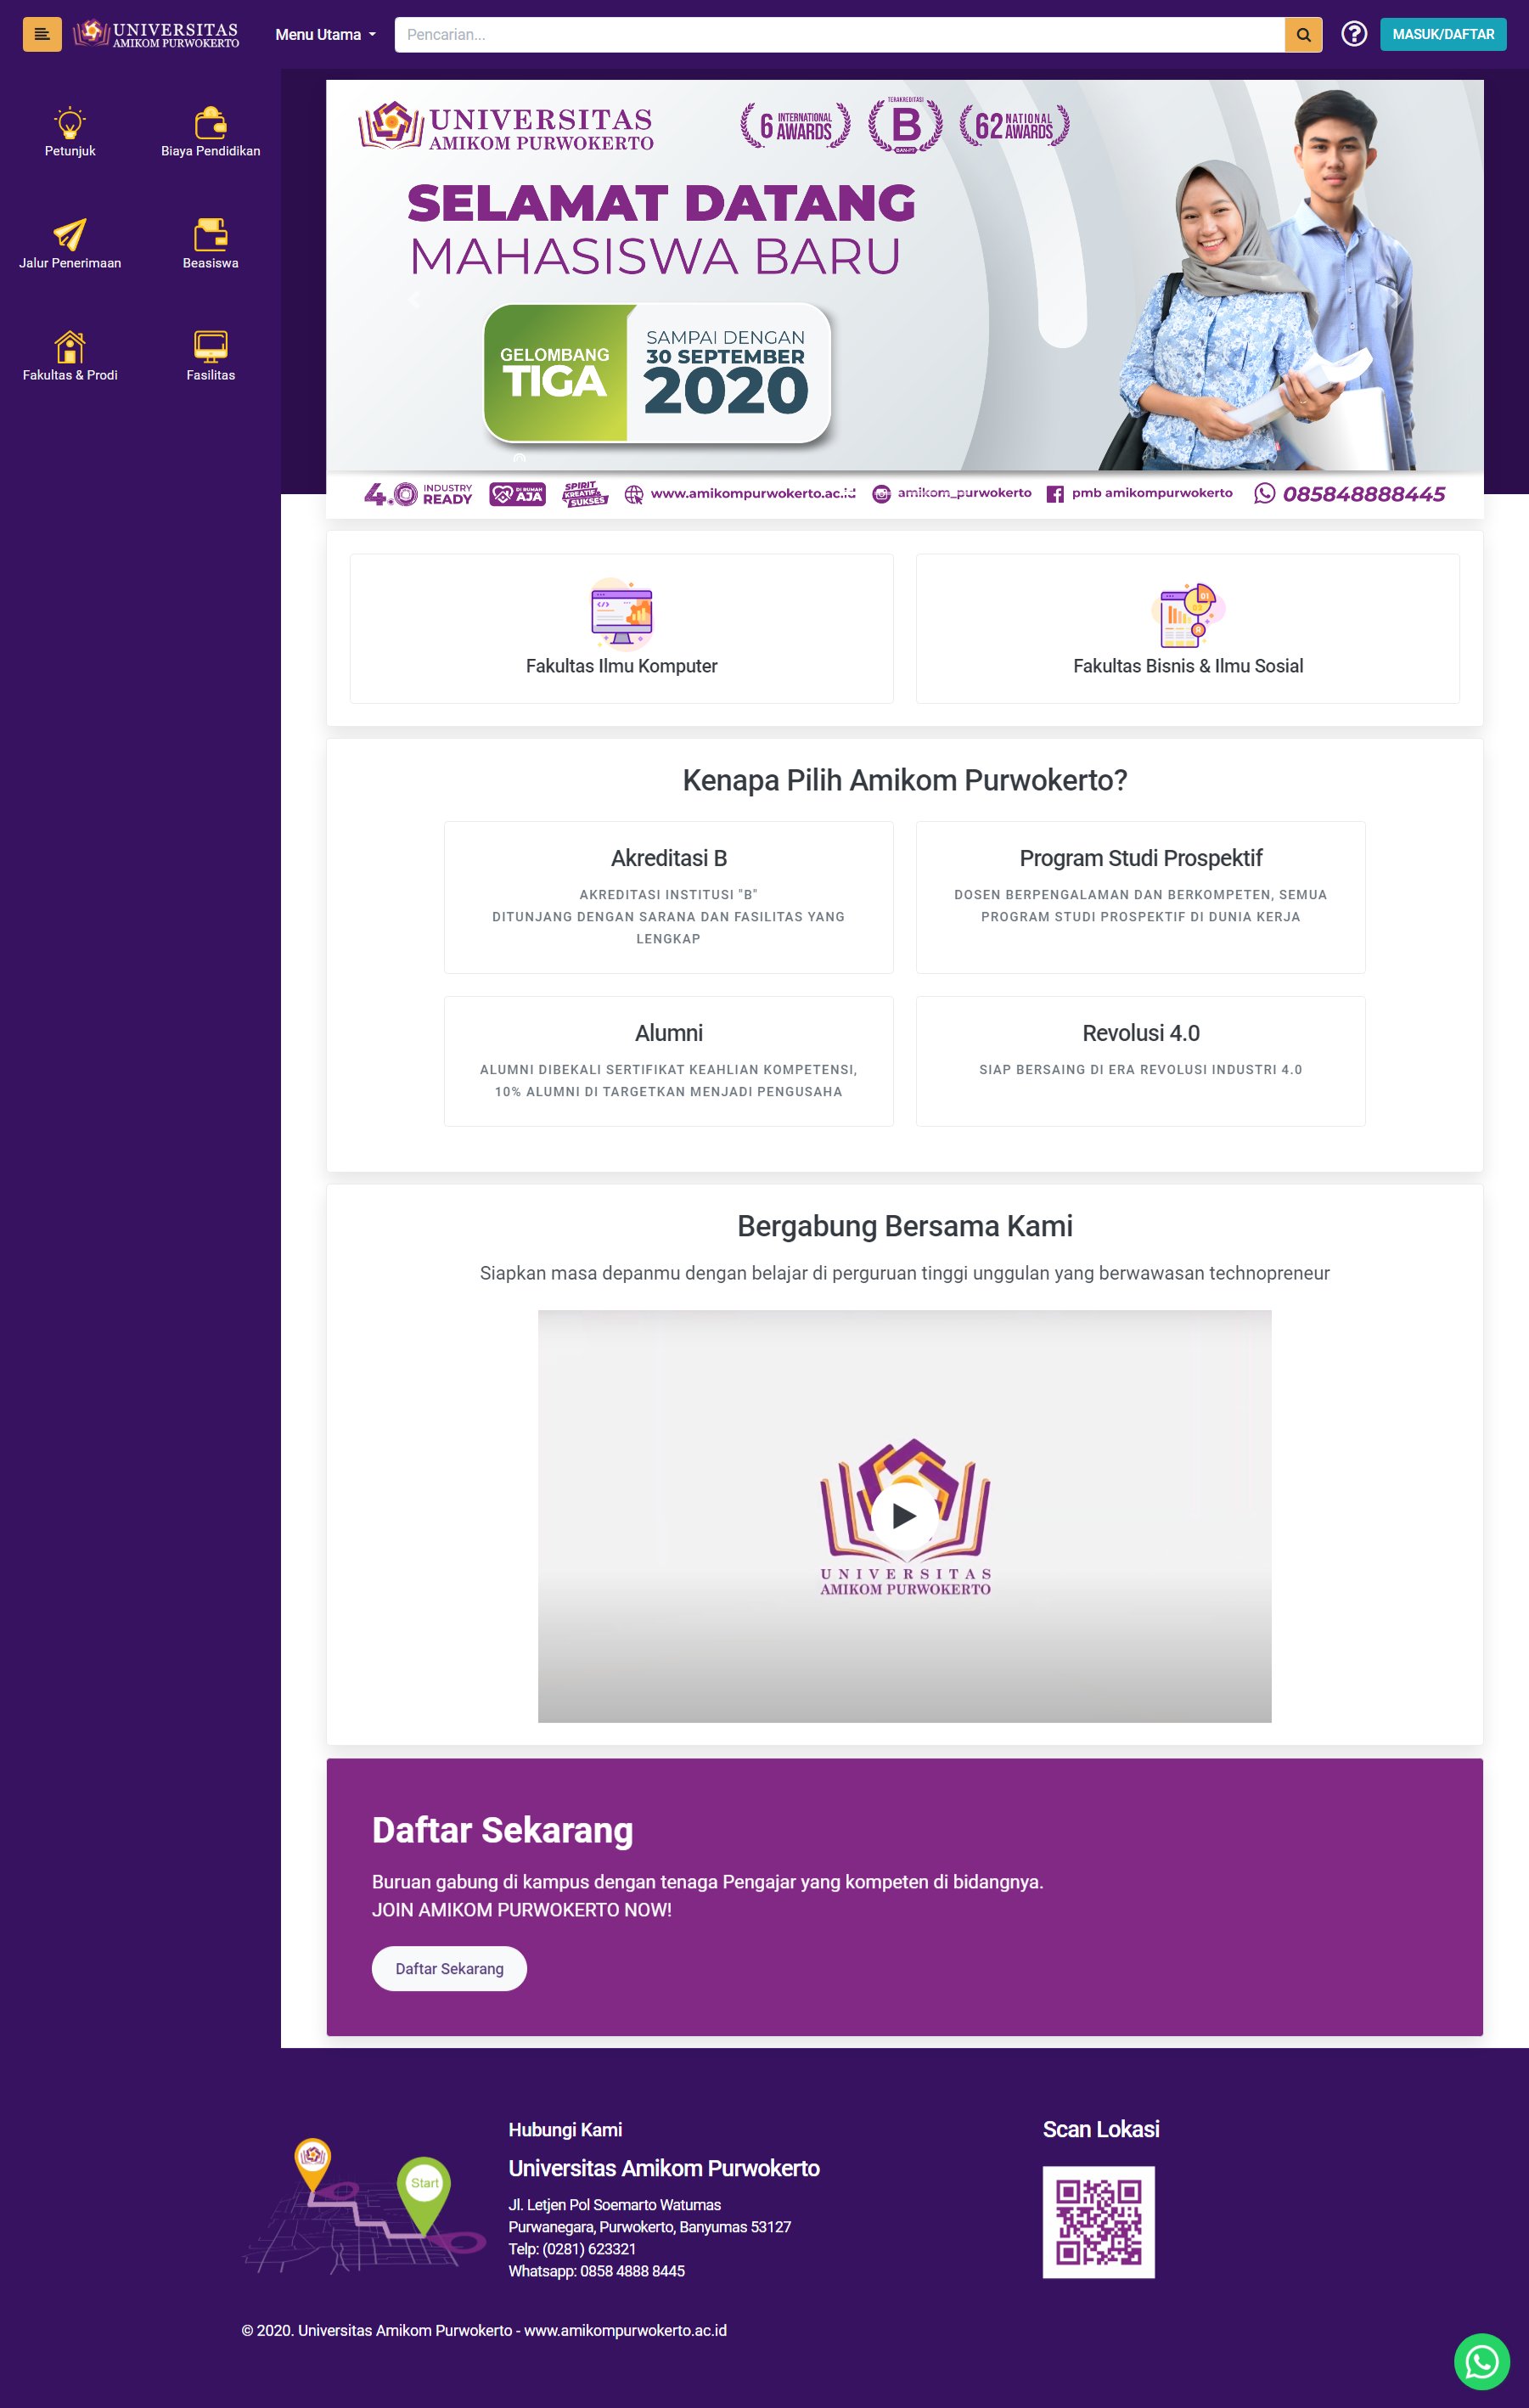 UNIVERSITAS
AMIKOM PURWOKERTO
Menu Utama
Pencarian...
MASUK/DAFTAR
Petunjuk
Biaya Pendidikan
Jalur Penerimaan
Beasiswa
Fakultas & Prodi
Fasilitas
UNIVERSITAS
AMIKOM PURWOKERTO
6 INTERNATIONAL AWARDS
TERAKREDITASI
B
BAN-PT
62 NATIONAL AWARDS
SELAMAT DATANG
MAHASISWA BARU
GELOMBANG
TIGA
SAMPAI DENGAN
30 SEPTEMBER
2020
4.0 INDUSTRY READY
DI RUMAH AJA
SPIRIT KREATIF SUKSES
www.amikompurwokerto.ac.id
amikom_purwokerto
pmb amikompurwokerto
085848888445
Fakultas Ilmu Komputer
Fakultas Bisnis & Ilmu Sosial
Kenapa Pilih Amikom Purwokerto?
Akreditasi B
AKREDITASI INSTITUSI "B"
DITUNJANG DENGAN SARANA DAN FASILITAS YANG
LENGKAP
Program Studi Prospektif
DOSEN BERPENGALAMAN DAN BERKOMPETEN, SEMUA
PROGRAM STUDI PROSPEKTIF DI DUNIA KERJA
Alumni
ALUMNI DIBEKALI SERTIFIKAT KEAHLIAN KOMPETENSI,
10% ALUMNI DI TARGETKAN MENJADI PENGUSAHA
Revolusi 4.0
SIAP BERSAING DI ERA REVOLUSI INDUSTRI 4.0
Bergabung Bersama Kami
Siapkan masa depanmu dengan belajar di perguruan tinggi unggulan yang berwawasan technopreneur
UNIVERSITAS
AMIKOM PURWOKERTO
Daftar Sekarang
Buruan gabung di kampus dengan tenaga Pengajar yang kompeten di bidangnya.
JOIN AMIKOM PURWOKERTO NOW!
Daftar Sekarang
Start
Hubungi Kami
Universitas Amikom Purwokerto
Jl. Letjen Pol Soemarto Watumas
Purwanegara, Purwokerto, Banyumas 53127
Telp: (0281) 623321
Whatsapp: 0858 4888 8445
Scan Lokasi
© 2020. Universitas Amikom Purwokerto - www.amikompurwokerto.ac.id